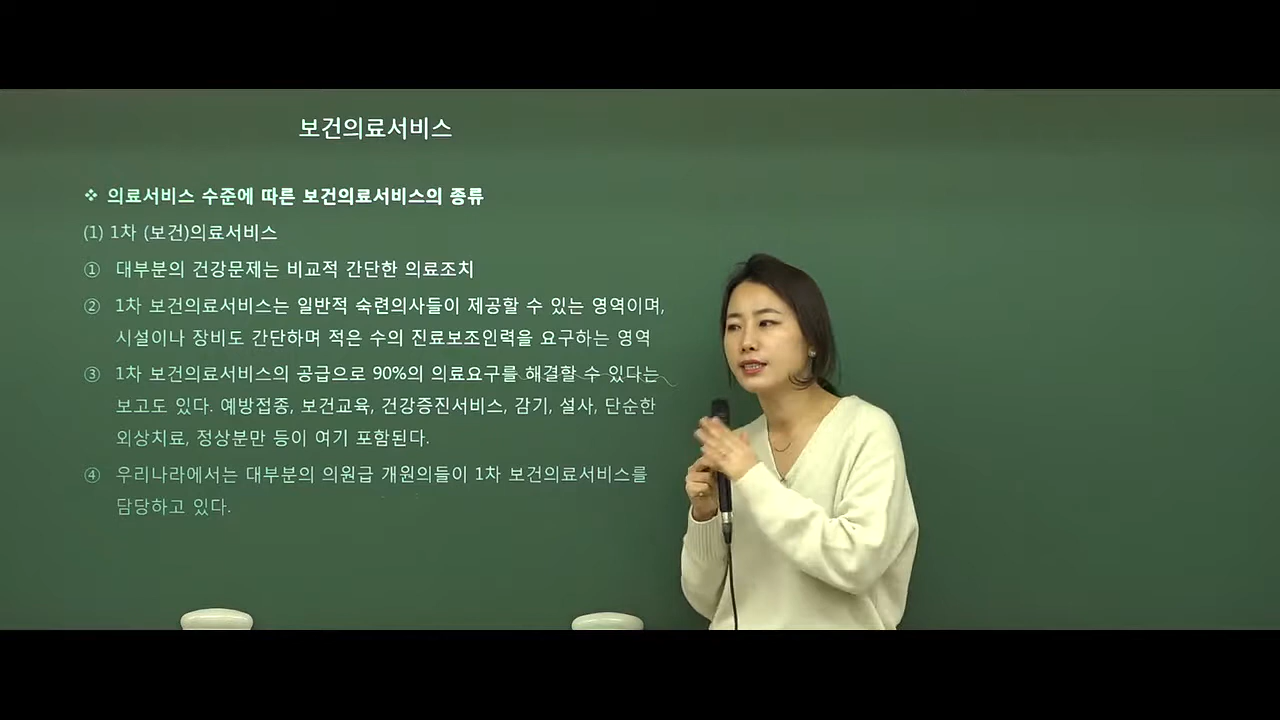 보건의료서비스
❖ 의료서비스 수준에 따른 보건의료서비스의 종류
(1) 1차 (보건)의료서비스
① 대부분의 건강문제는 비교적 간단한 의료조치
② 1차 보건의료서비스는 일반적 숙련의사들이 제공할 수 있는 영역이며,
시설이나 장비도 간단하며 적은 수의 진료보조인력을 요구하는 영역
③ 1차 보건의료서비스의 공급으로 90%의 의료요구를 해결할 수 있다는
보고도 있다. 예방접종, 보건교육, 건강증진서비스, 감기, 설사, 단순한
외상치료, 정상분만 등이 여기 포함된다.
④ 우리나라에서는 대부분의 의원급 개원의들이 1차 보건의료서비스를
담당하고 있다.